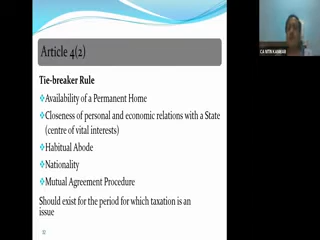 Article 4(2)
Tie-breaker Rule
❖Availability of a Permanent Home
❖Closeness of personal and economic relations with a State
(centre of vital interests)
❖Habitual Abode
❖Nationality
❖Mutual Agreement Procedure
Should exist for the period for which taxation is an
issue
32